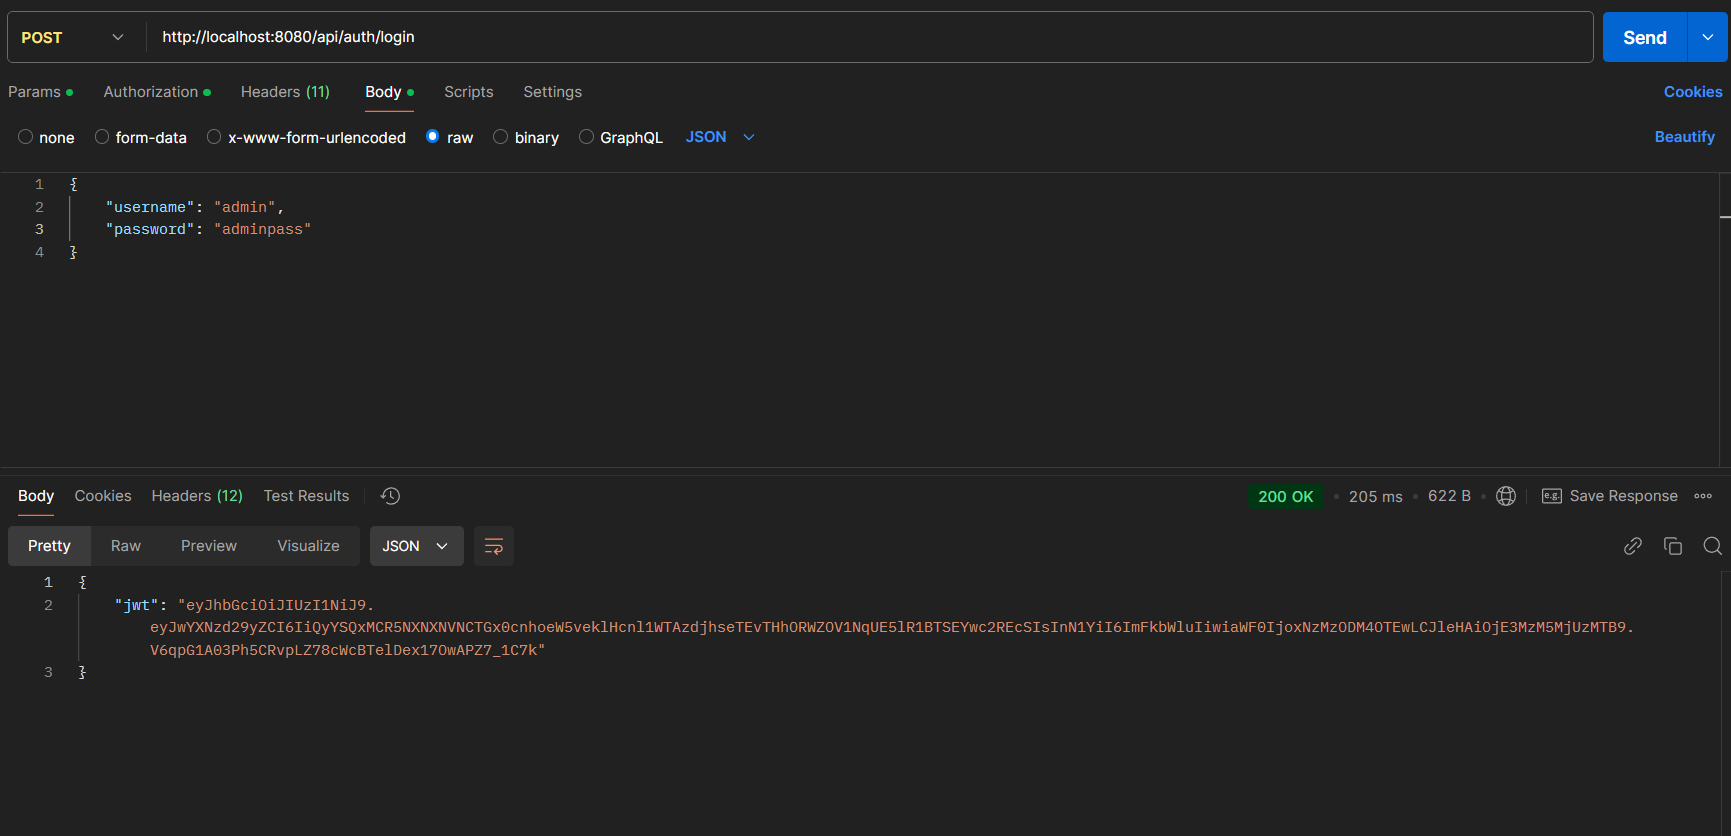 POST http://localhost:8080/api/auth/login Send
Params Authorization Headers (11) Body Scripts Settings Cookies
none form-data x-www-form-urlencoded raw binary GraphQL JSON Beautify
1 {
2 "username": "admin",
3 "password": "adminpass"
4 }
Body Cookies Headers (12) Test Results 200 OK • 205 ms • 622 B • e.g. Save Response
Pretty Raw Preview Visualize JSON
1 {
2 "jwt": "eyJhbGciOiJIUzI1NiJ9.
eyJwYXNzd29yZCI6IiQyYSQxMCR5NXNXNVNCTGx0cnhoeW5veklHcnl1WTAzdjhseTEvTHhORWZOV1NqUE5lR1BTSEYwc2REcSIsInN1YiI6ImFkbWluIiwiaWF0IjoxNzMzODM4OTEwLCJleHAiOjE3MzM5MjUzMTB9.
V6qpG1A03Ph5CRvpLZ78cWcBTelDex17OwAPZ7_1C7k"
3 }